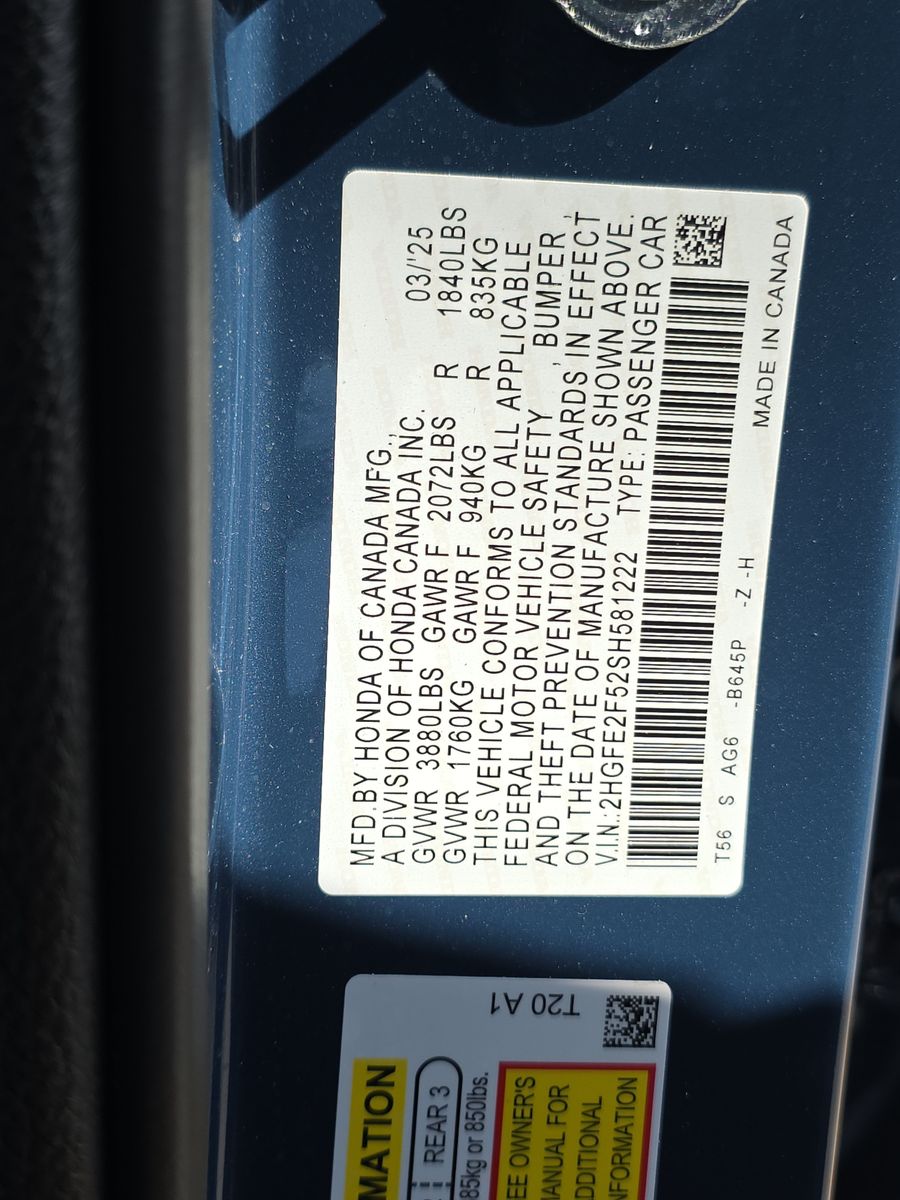 MFD.BY HONDA OF CANADA MFG.,
A DIVISION OF HONDA CANADA INC. 03/'25
GVWR 3880LBS GAWR F 2072LBS R 1840LBS
GVWR 1760KG GAWR F 940KG R 835KG
THIS VEHICLE CONFORMS TO ALL APPLICABLE
FEDERAL MOTOR VEHICLE SAFETY , BUMPER ,
AND THEFT PREVENTION STANDARDS IN EFFECT
ON THE DATE OF MANUFACTURE SHOWN ABOVE.
V.I.N.:2HGFE2F52SH581222 TYPE: PASSENGER CAR
T56 S AG6 -B645P -Z -H
MADE IN CANADA
T20 A1
MATION
REAR 3
85kg or 850lbs.
EE OWNER'S
MANUAL FOR
DDITIONAL
NFORMATION